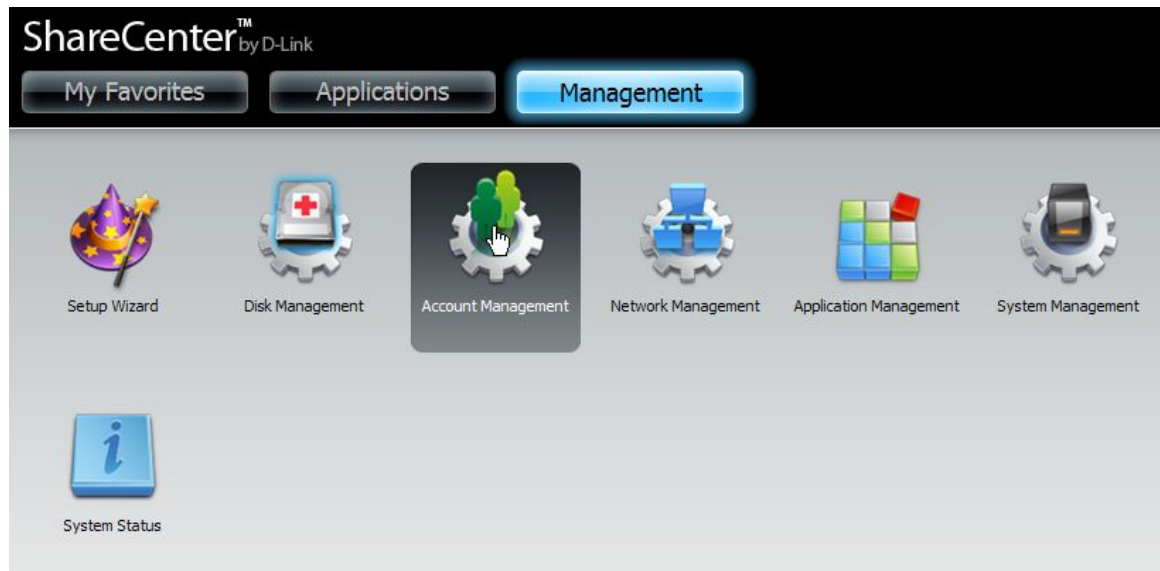 ShareCenter™ by D-Link
My Favorites Applications Management
Setup Wizard Disk Management Account Management Network Management Application Management System Management
i
System Status